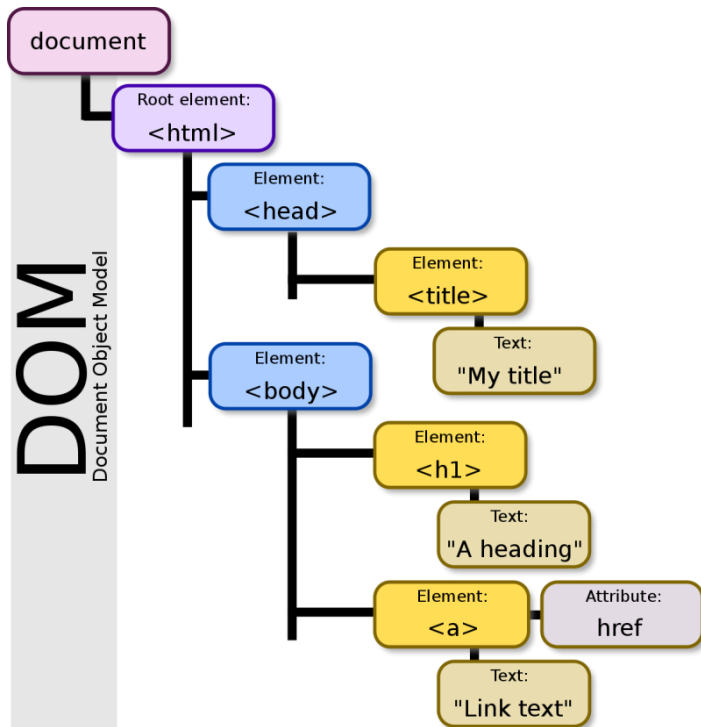 document
Root element:
<html>
Element:
<head>
Element:
<title>
Text:
"My title"
Element:
<body>
Element:
<h1>
Text:
"A heading"
Element:
<a>
Attribute:
href
Text:
"Link text"
DOM
Document Object Model